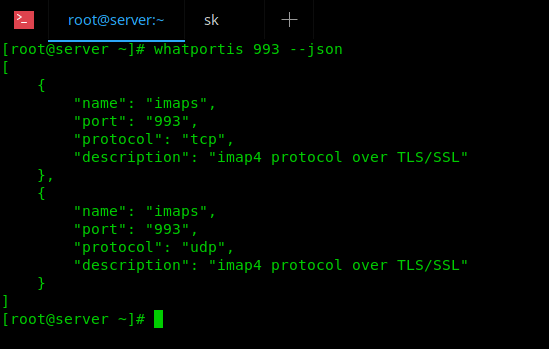 root@server:~ sk
[root@server ~]# whatportis 993 --json
[
    {
        "name": "imaps",
        "port": "993",
        "protocol": "tcp",
        "description": "imap4 protocol over TLS/SSL"
    },
    {
        "name": "imaps",
        "port": "993",
        "protocol": "udp",
        "description": "imap4 protocol over TLS/SSL"
    }
]
[root@server ~]#